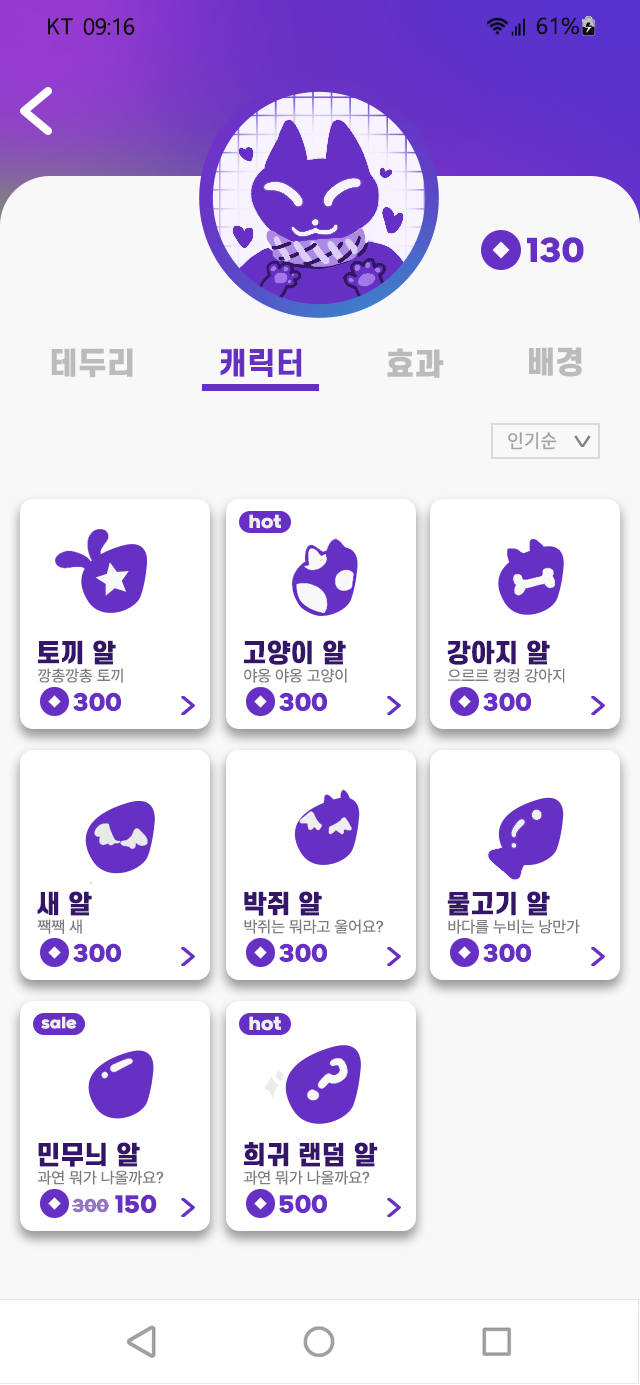 KT 09:16 61%
130
테두리 캐릭터 효과 배경
인기순
hot
토끼 알 고양이 알 강아지 알
깡총깡총 토끼 야옹 야옹 고양이 으르르 컹컹 강아지
300 300 300
새 알 박쥐 알 물고기 알
짹짹 새 박쥐는 뭐라고 울어요? 바다를 누비는 낭만가
300 300 300
sale hot
민무늬 알 희귀 랜덤 알
과연 뭐가 나올까요? 과연 뭐가 나올까요?
300 150 500